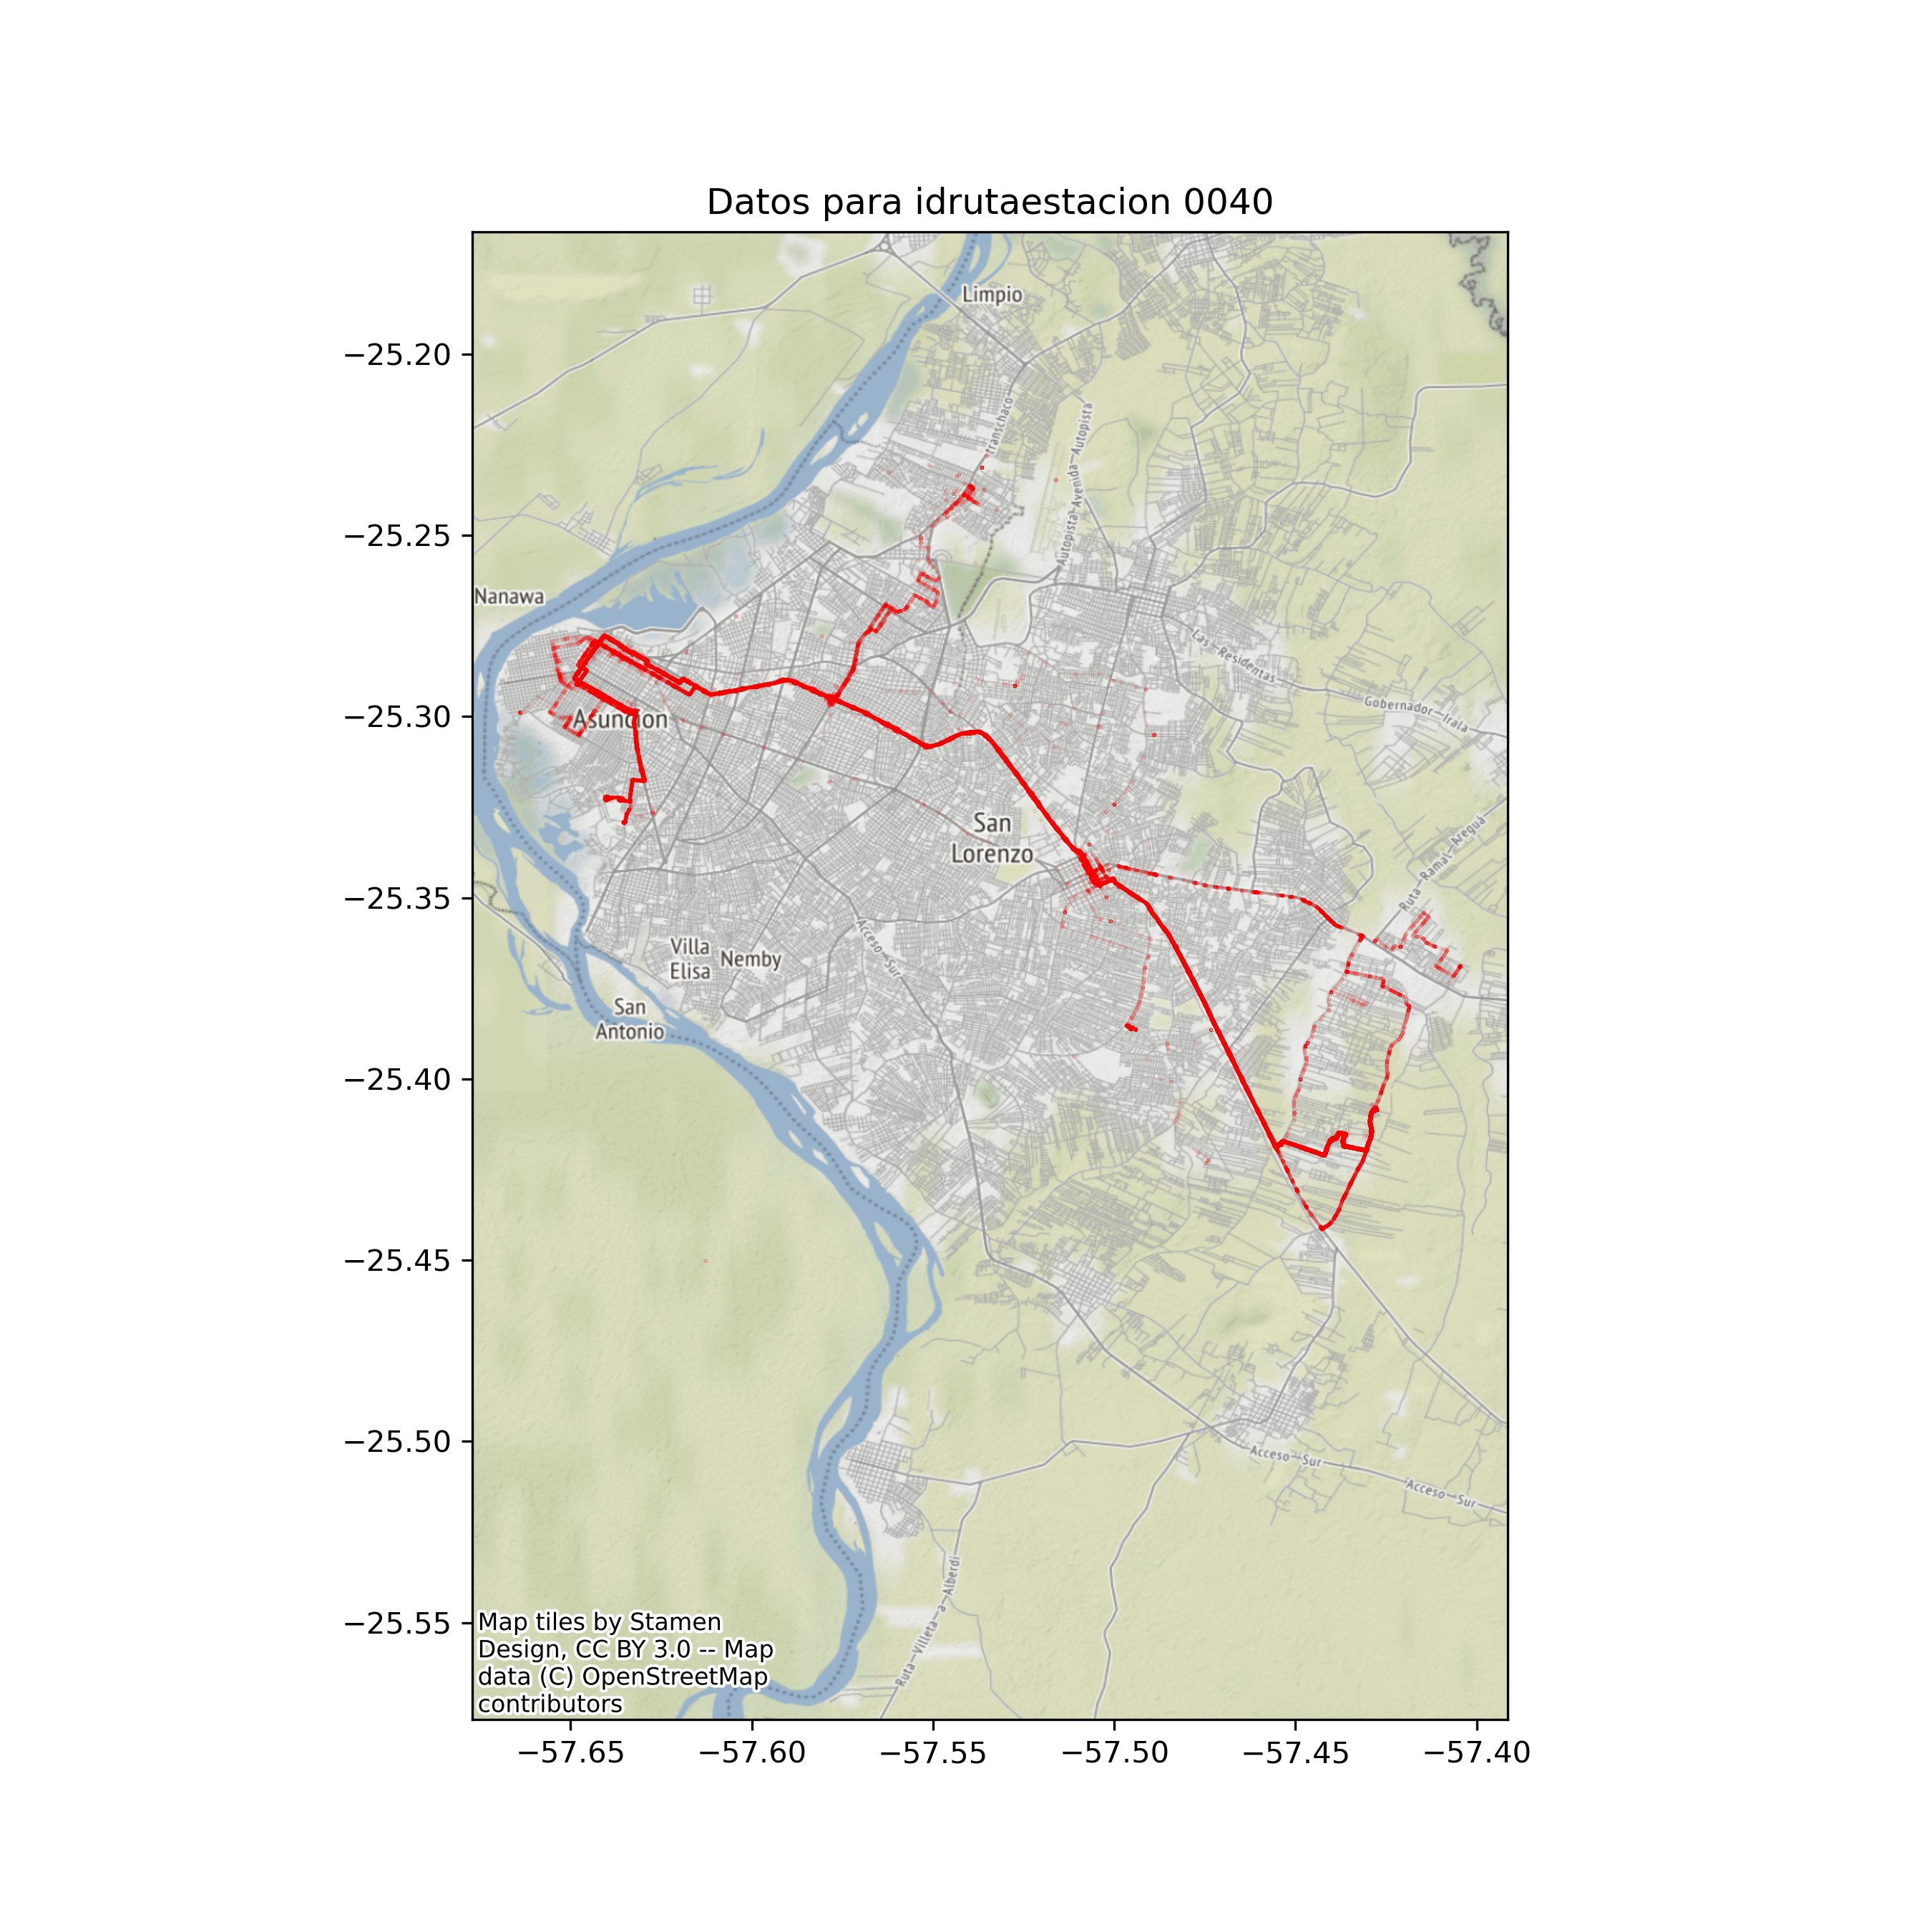 Datos para idrutaestacion 0040
Limpio
−25.20
Transchaco
Autopista-Avenida-Autopista
−25.25
Nanawa
Las-Residentas
Gobernador-Irala
−25.30
Asuncion
San
Lorenzo
Ruta-Ramal-Areguá
−25.35
Villa
Elisa
Nemby
Acceso-Sur
San
Antonio
−25.40
−25.45
−25.50
Acceso-Sur
Acceso-Sur
Ruta-Villeta-a-Alberdi
−25.55
Map tiles by Stamen
Design, CC BY 3.0 -- Map
data (C) OpenStreetMap
contributors
−57.65
−57.60
−57.55
−57.50
−57.45
−57.40